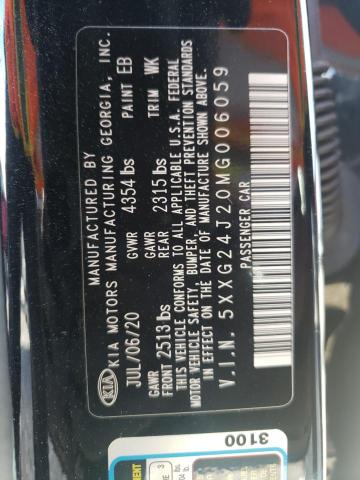 MANUFACTURED BY
KIA KIA MOTORS MANUFACTURING GEORGIA, INC.
JUL/06/20 GVWR 4354 lbs PAINT EB
GAWR FRONT 2513 lbs GAWR REAR 2315 lbs TRIM WK
THIS VEHICLE CONFORMS TO ALL APPLICABLE U.S.A. FEDERAL
MOTOR VEHICLE SAFETY, BUMPER, AND THEFT PREVENTION STANDARDS
IN EFFECT ON THE DATE OF MANUFACTURE SHOWN ABOVE.
V.I.N. 5XXG24J20MG006059
PASSENGER CAR
3100